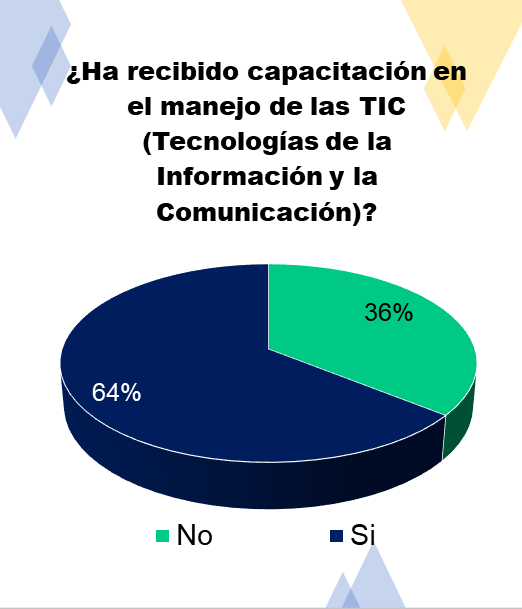 ¿Ha recibido capacitación en
el manejo de las TIC
(Tecnologías de la
Información y la
Comunicación)?
36%
64%
No
Si